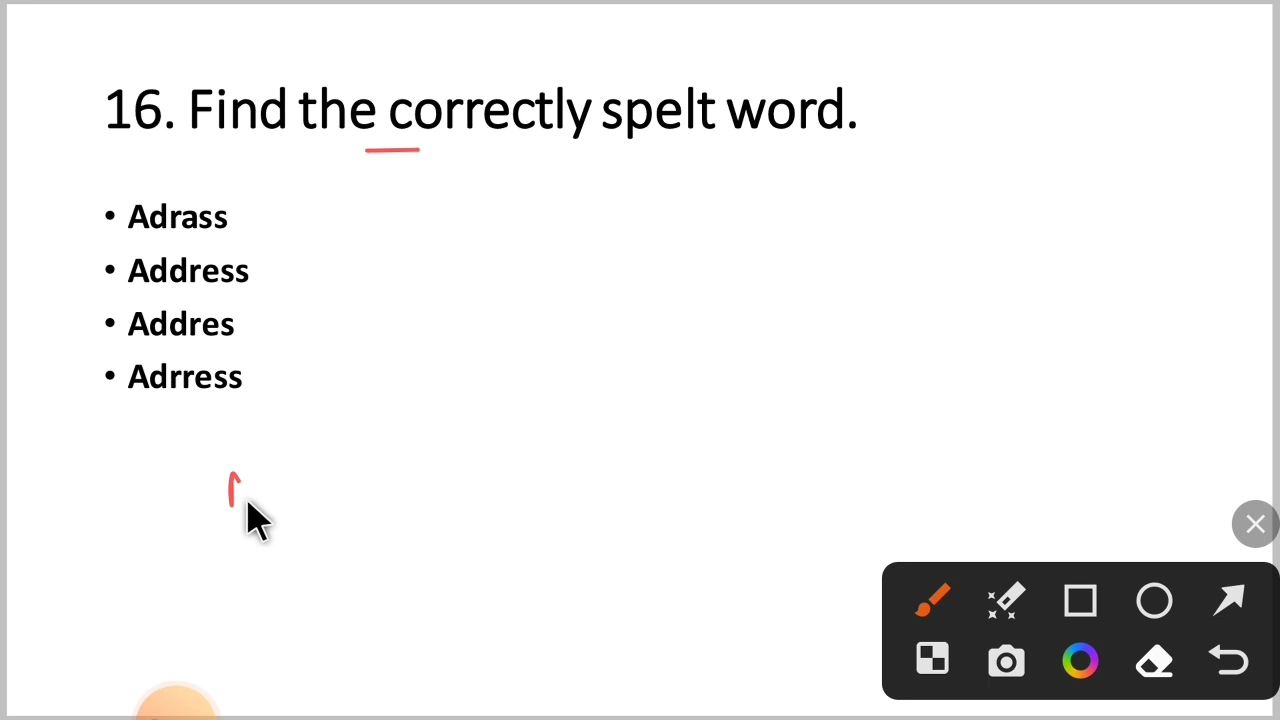 16. Find the correctly spelt word.
• Adrass
• Address
• Addres
• Adrress